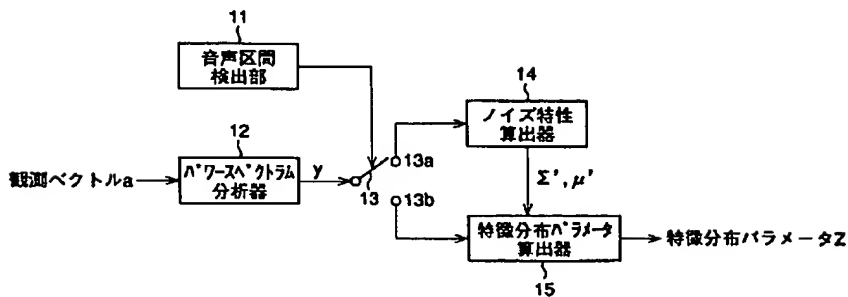 11
音声区間
検出部
12
観測ベクトルa
パワースペクトラム
分析器
y
13
13a
13b
14
ノイズ特性
算出器
Σ', μ'
特徴分布パラメータ
算出器
15
特徴分布パラメータZ